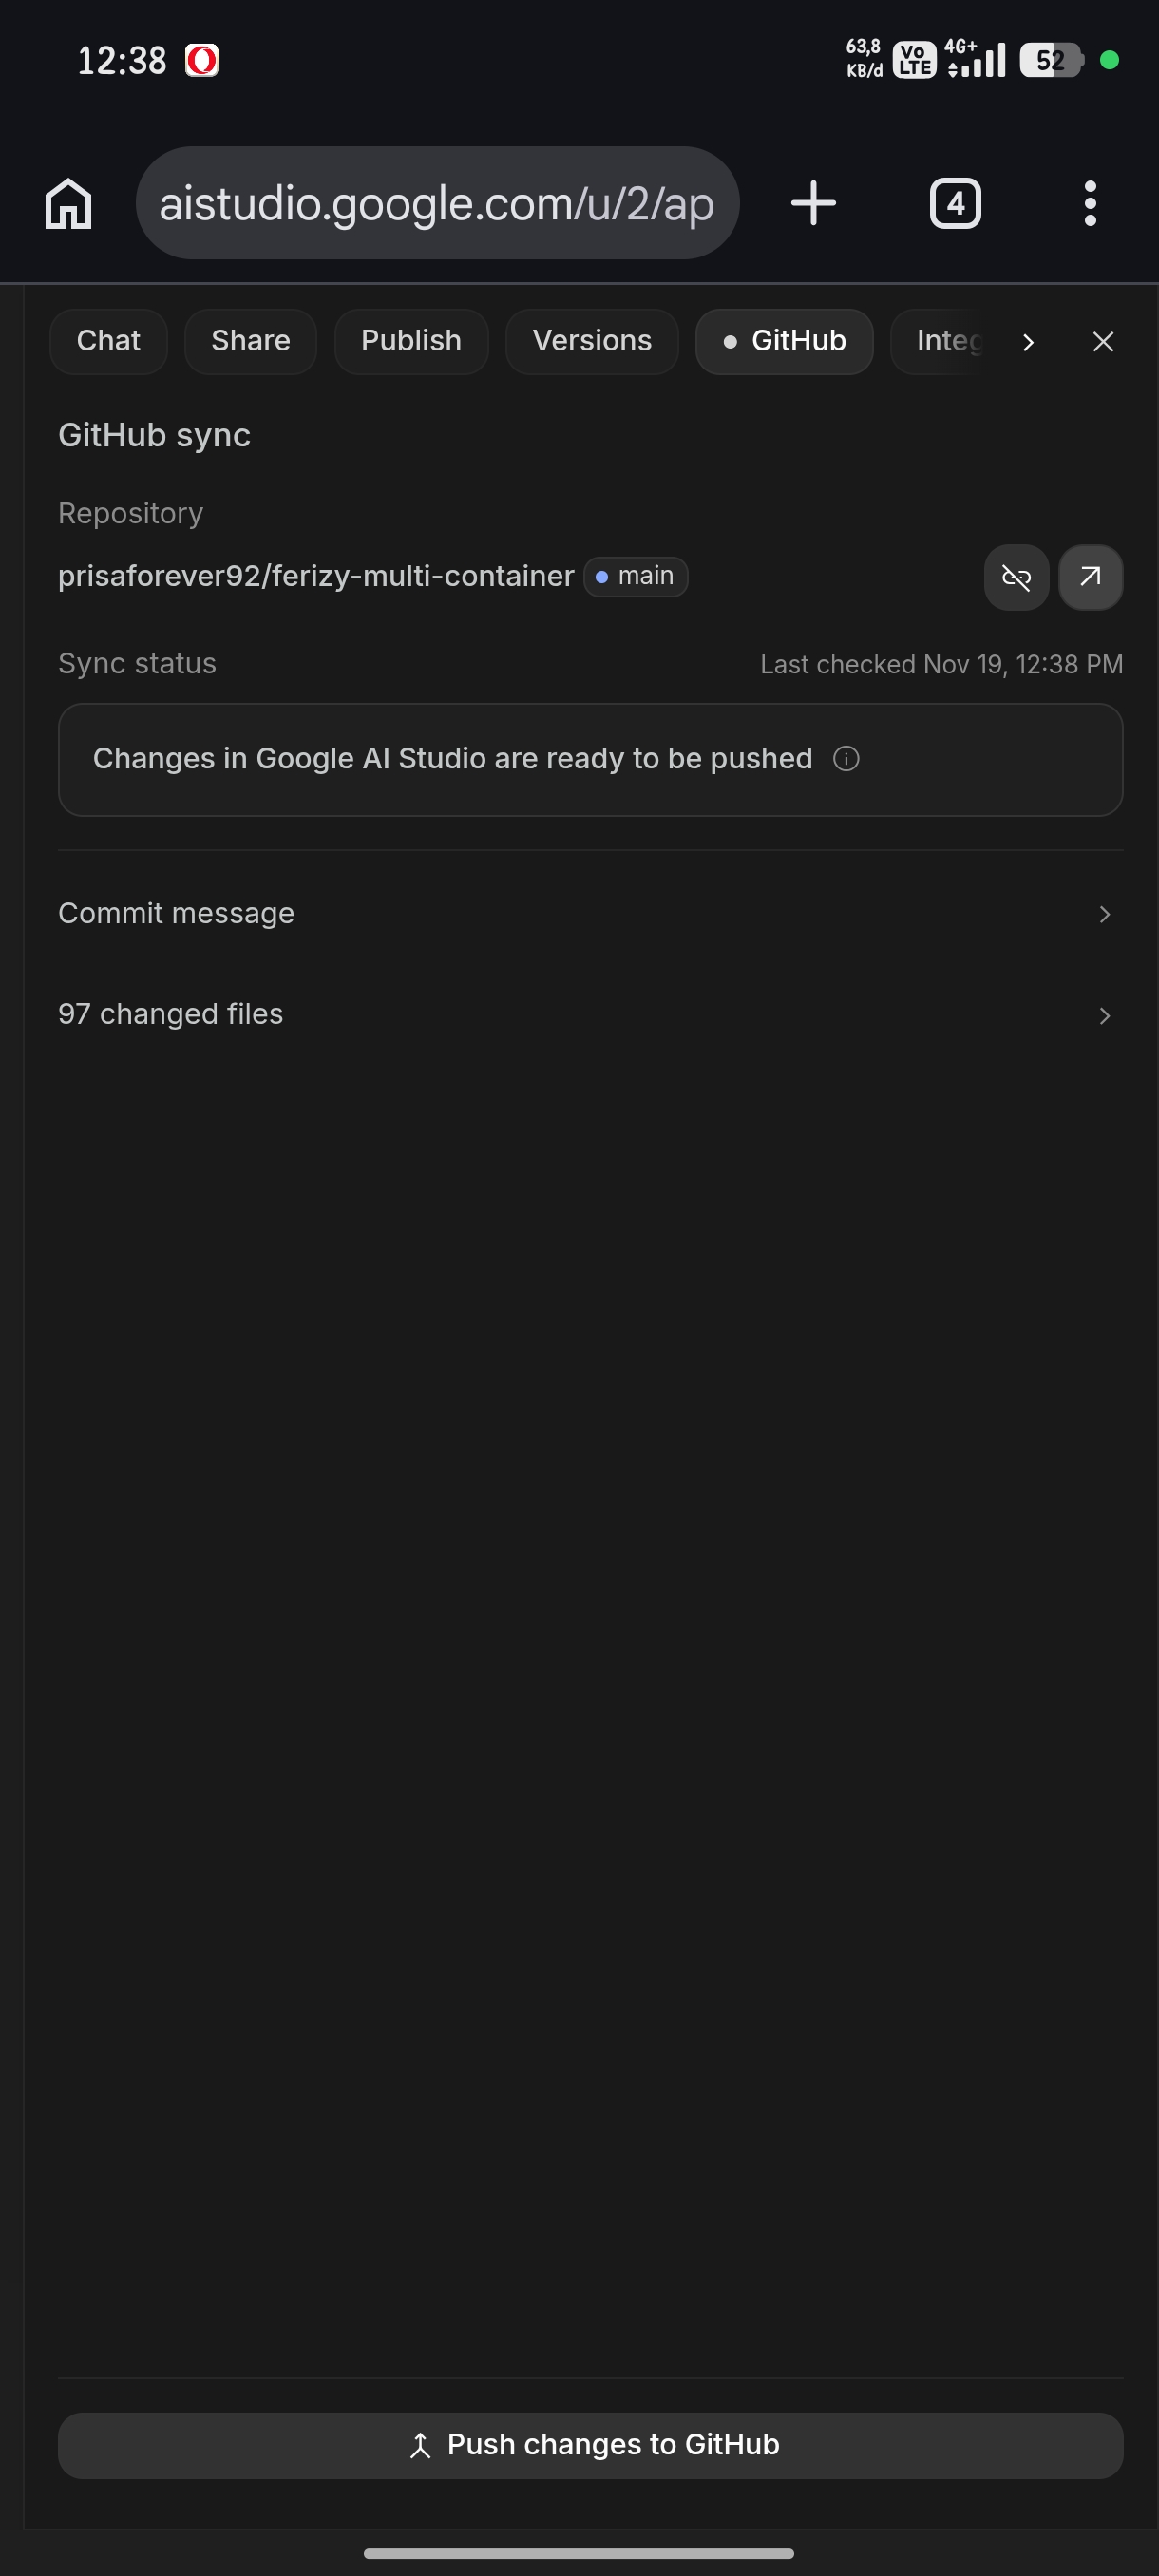 12:38
63,8
KB/d
Vo
LTE
4G+
52
aistudio.google.com/u/2/ap
4
Chat
Share
Publish
Versions
GitHub
Integ
GitHub sync
Repository
prisaforever92/ferizy-multi-container
main
Sync status
Last checked Nov 19, 12:38 PM
Changes in Google AI Studio are ready to be pushed
Commit message
97 changed files
Push changes to GitHub